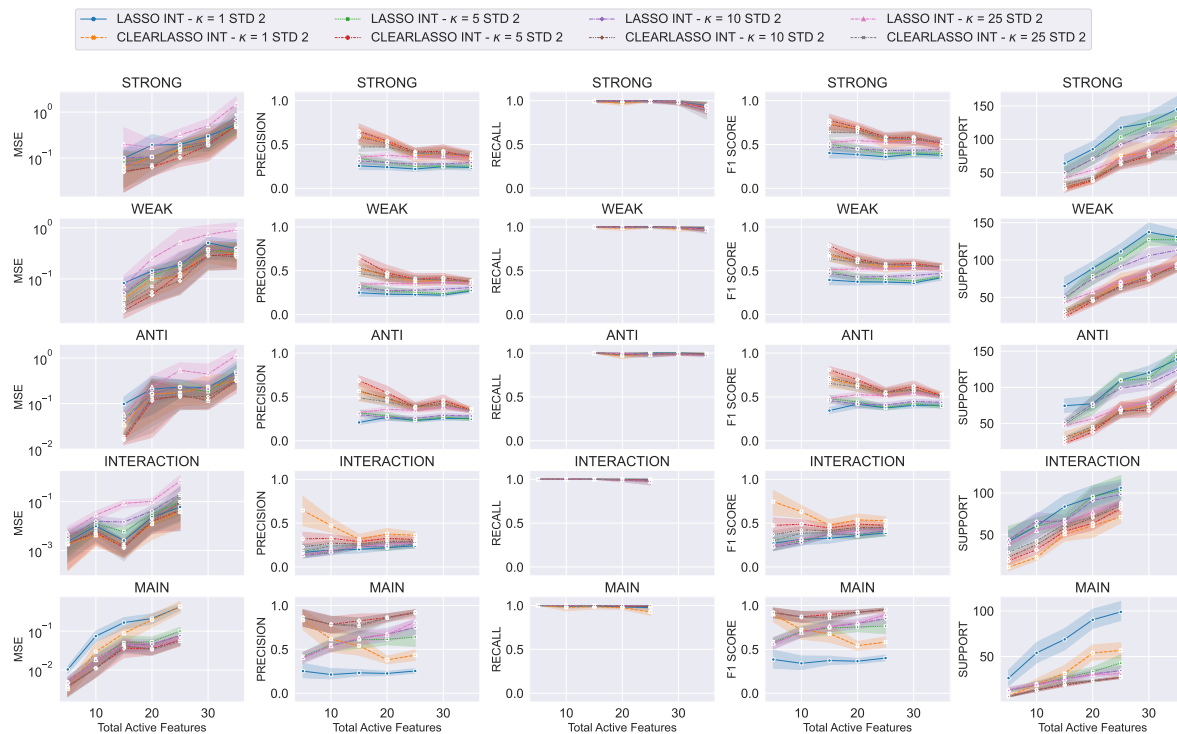 LASSO INT - κ = 1 STD 2 LASSO INT - κ = 5 STD 2 LASSO INT - κ = 10 STD 2 LASSO INT - κ = 25 STD 2
CLEARLASSO INT - κ = 1 STD 2 CLEARLASSO INT - κ = 5 STD 2 CLEARLASSO INT - κ = 10 STD 2 CLEARLASSO INT - κ = 25 STD 2
STRONG STRONG STRONG STRONG STRONG
MSE PRECISION RECALL F1 SCORE SUPPORT
10⁰ 1.0 1.0 1.0 150
10⁻¹ 0.5 0.5 0.5 100
0.0 0.0 0.0 50
WEAK WEAK WEAK WEAK WEAK
MSE PRECISION RECALL F1 SCORE SUPPORT
10⁰ 1.0 1.0 1.0 150
10⁻¹ 0.5 0.5 0.5 100
0.0 0.0 0.0 50
ANTI ANTI ANTI ANTI ANTI
MSE PRECISION RECALL F1 SCORE SUPPORT
10⁰ 1.0 1.0 1.0 150
10⁻¹ 0.5 0.5 0.5 100
10⁻² 0.0 0.0 0.0 50
INTERACTION INTERACTION INTERACTION INTERACTION INTERACTION
MSE PRECISION RECALL F1 SCORE SUPPORT
10⁻¹ 1.0 1.0 1.0 100
10⁻³ 0.5 0.5 0.5 50
0.0 0.0 0.0
MAIN MAIN MAIN MAIN MAIN
MSE PRECISION RECALL F1 SCORE SUPPORT
10⁻¹ 1.0 1.0 1.0 100
10⁻² 0.5 0.5 0.5 50
0.0 0.0 0.0
10 20 30 10 20 30 10 20 30 10 20 30 10 20 30
Total Active Features Total Active Features Total Active Features Total Active Features Total Active Features